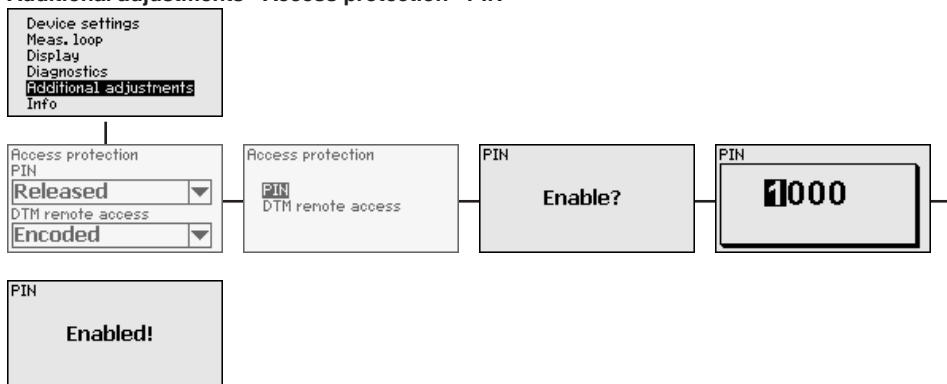 Additional adjustments - Access protection - PIN
Device settings
Meas. loop
Display
Diagnostics
Additional adjustments
Info
Access protection
PIN
Released
DTM remote access
Encoded
Access protection
PIN
DTM remote access
PIN
Enable?
PIN
1000
PIN
Enabled!